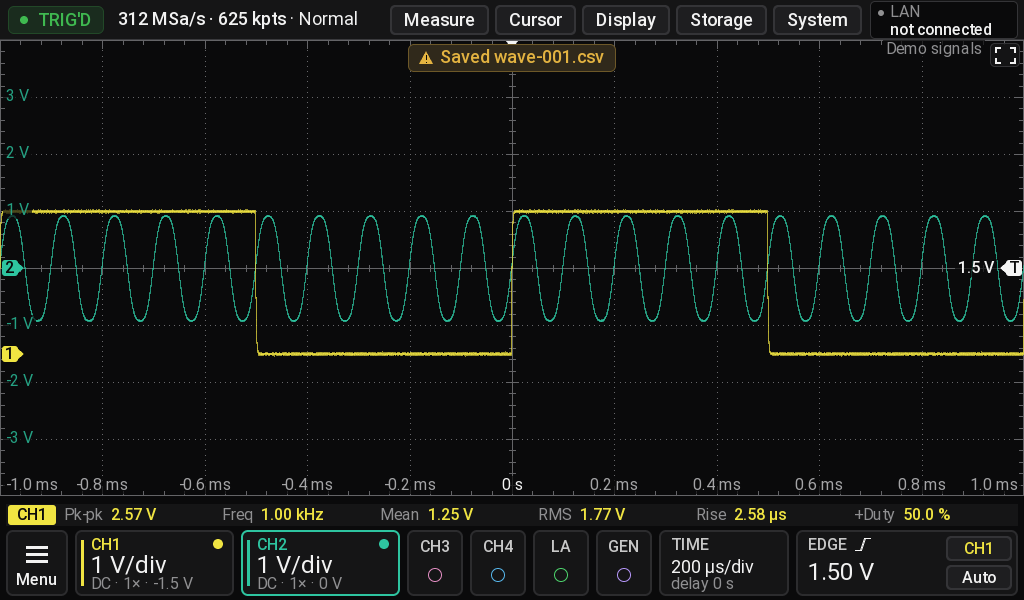 TRIG'D
312 MSa/s · 625 kpts · Normal
Measure
Cursor
Display
Storage
System
LAN
not connected
Demo signals
Saved wave-001.csv
3 V
2 V
1 V
2
1.5 V
T
-1 V
1
-2 V
-3 V
-1.0 ms
-0.8 ms
-0.6 ms
-0.4 ms
-0.2 ms
0 s
0.2 ms
0.4 ms
0.6 ms
0.8 ms
1.0 ms
CH1 Pk-pk 2.57 V Freq 1.00 kHz Mean 1.25 V RMS 1.77 V Rise 2.58 µs +Duty 50.0 %
Menu
CH1
1 V/div
DC · 1× · -1.5 V
CH2
1 V/div
DC · 1× · 0 V
CH3
CH4
LA
GEN
TIME
200 µs/div
delay 0 s
EDGE
1.50 V
CH1
Auto